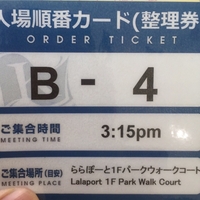 入場順番カード(整理券
ORDER TICKET
B - 4
ご集合時間
MEETING TIME
3:15pm
ご集合場所(目安)
MEETING PLACE
ららぽーと1Fパークウォークコート
Lalaport 1F Park Walk Court